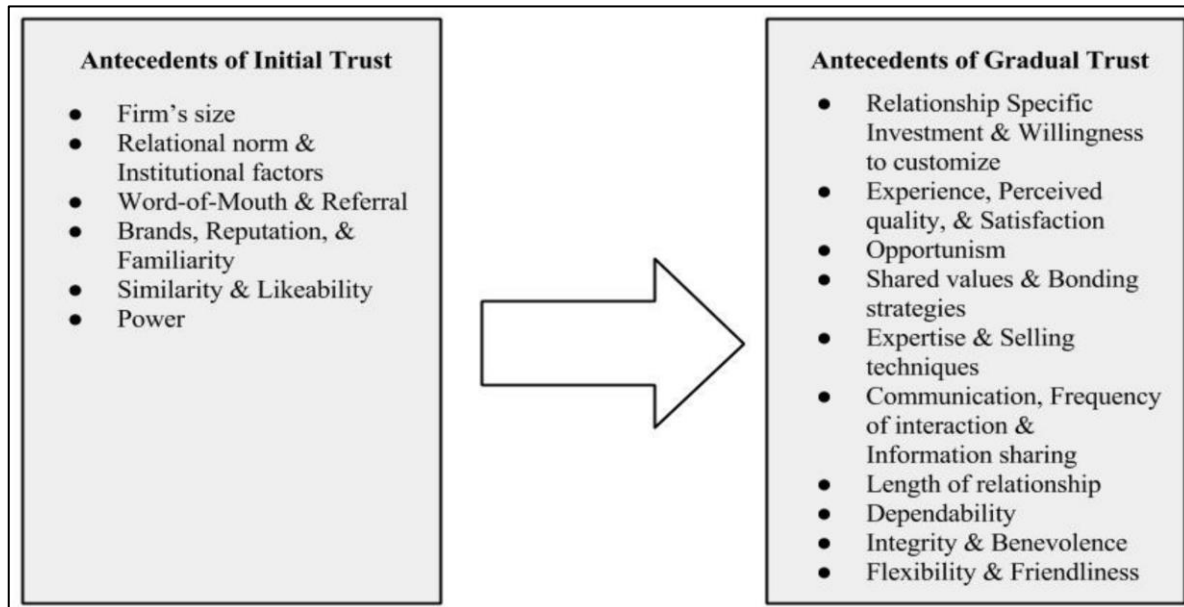 Antecedents of Initial Trust
● Firm's size
● Relational norm &
Institutional factors
● Word-of-Mouth & Referral
● Brands, Reputation, &
Familiarity
● Similarity & Likeability
● Power
Antecedents of Gradual Trust
● Relationship Specific
Investment & Willingness
to customize
● Experience, Perceived
quality, & Satisfaction
● Opportunism
● Shared values & Bonding
strategies
● Expertise & Selling
techniques
● Communication, Frequency
of interaction &
Information sharing
● Length of relationship
● Dependability
● Integrity & Benevolence
● Flexibility & Friendliness